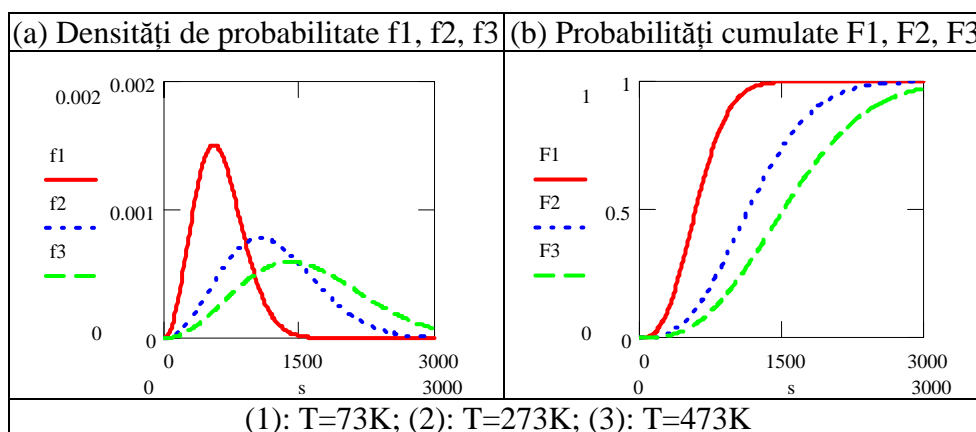 (a) Densități de probabilitate f1, f2, f3
(b) Probabilități cumulate F1, F2, F3
0.002
0.002
f1
f2
0.001
f3
0
0
0
1500
3000
0
s
3000
1
1
F1
F2
0.5
F3
0
0
0
1500
3000
0
s
3000
(1): T=73K; (2): T=273K; (3): T=473K